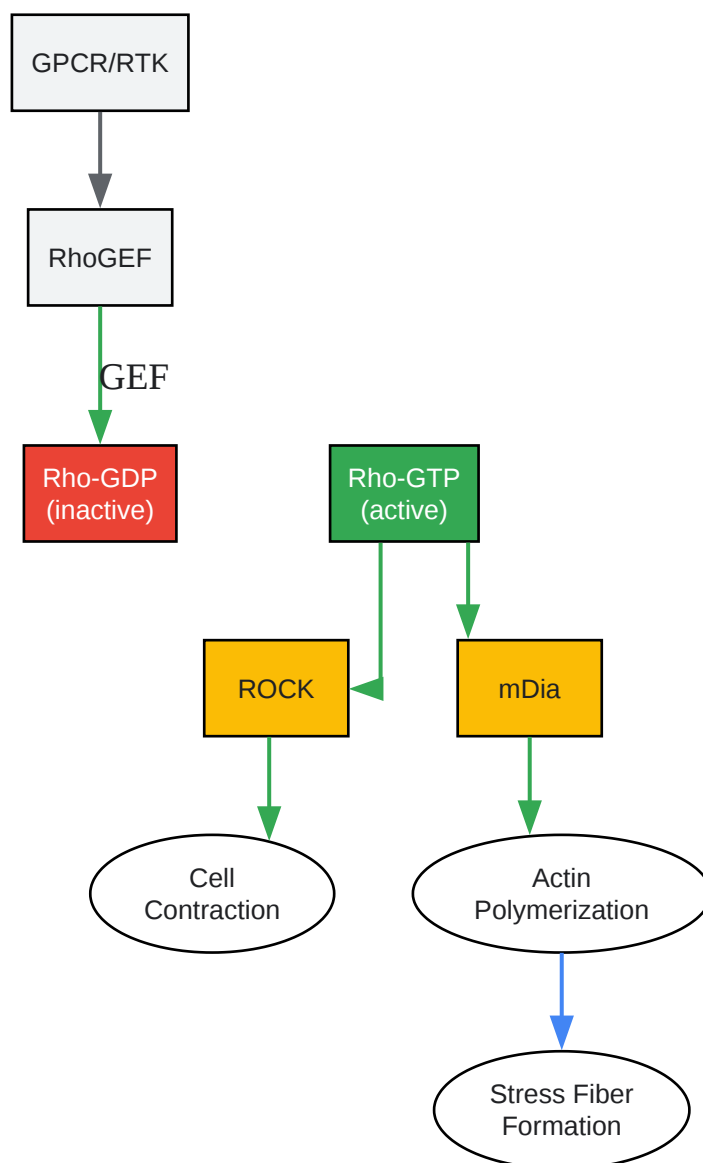 GPCR/RTK
RhoGEF
GEF
Rho-GDP
(inactive)
Rho-GTP
(active)
ROCK
mDia
Cell
Contraction
Actin
Polymerization
Stress Fiber
Formation